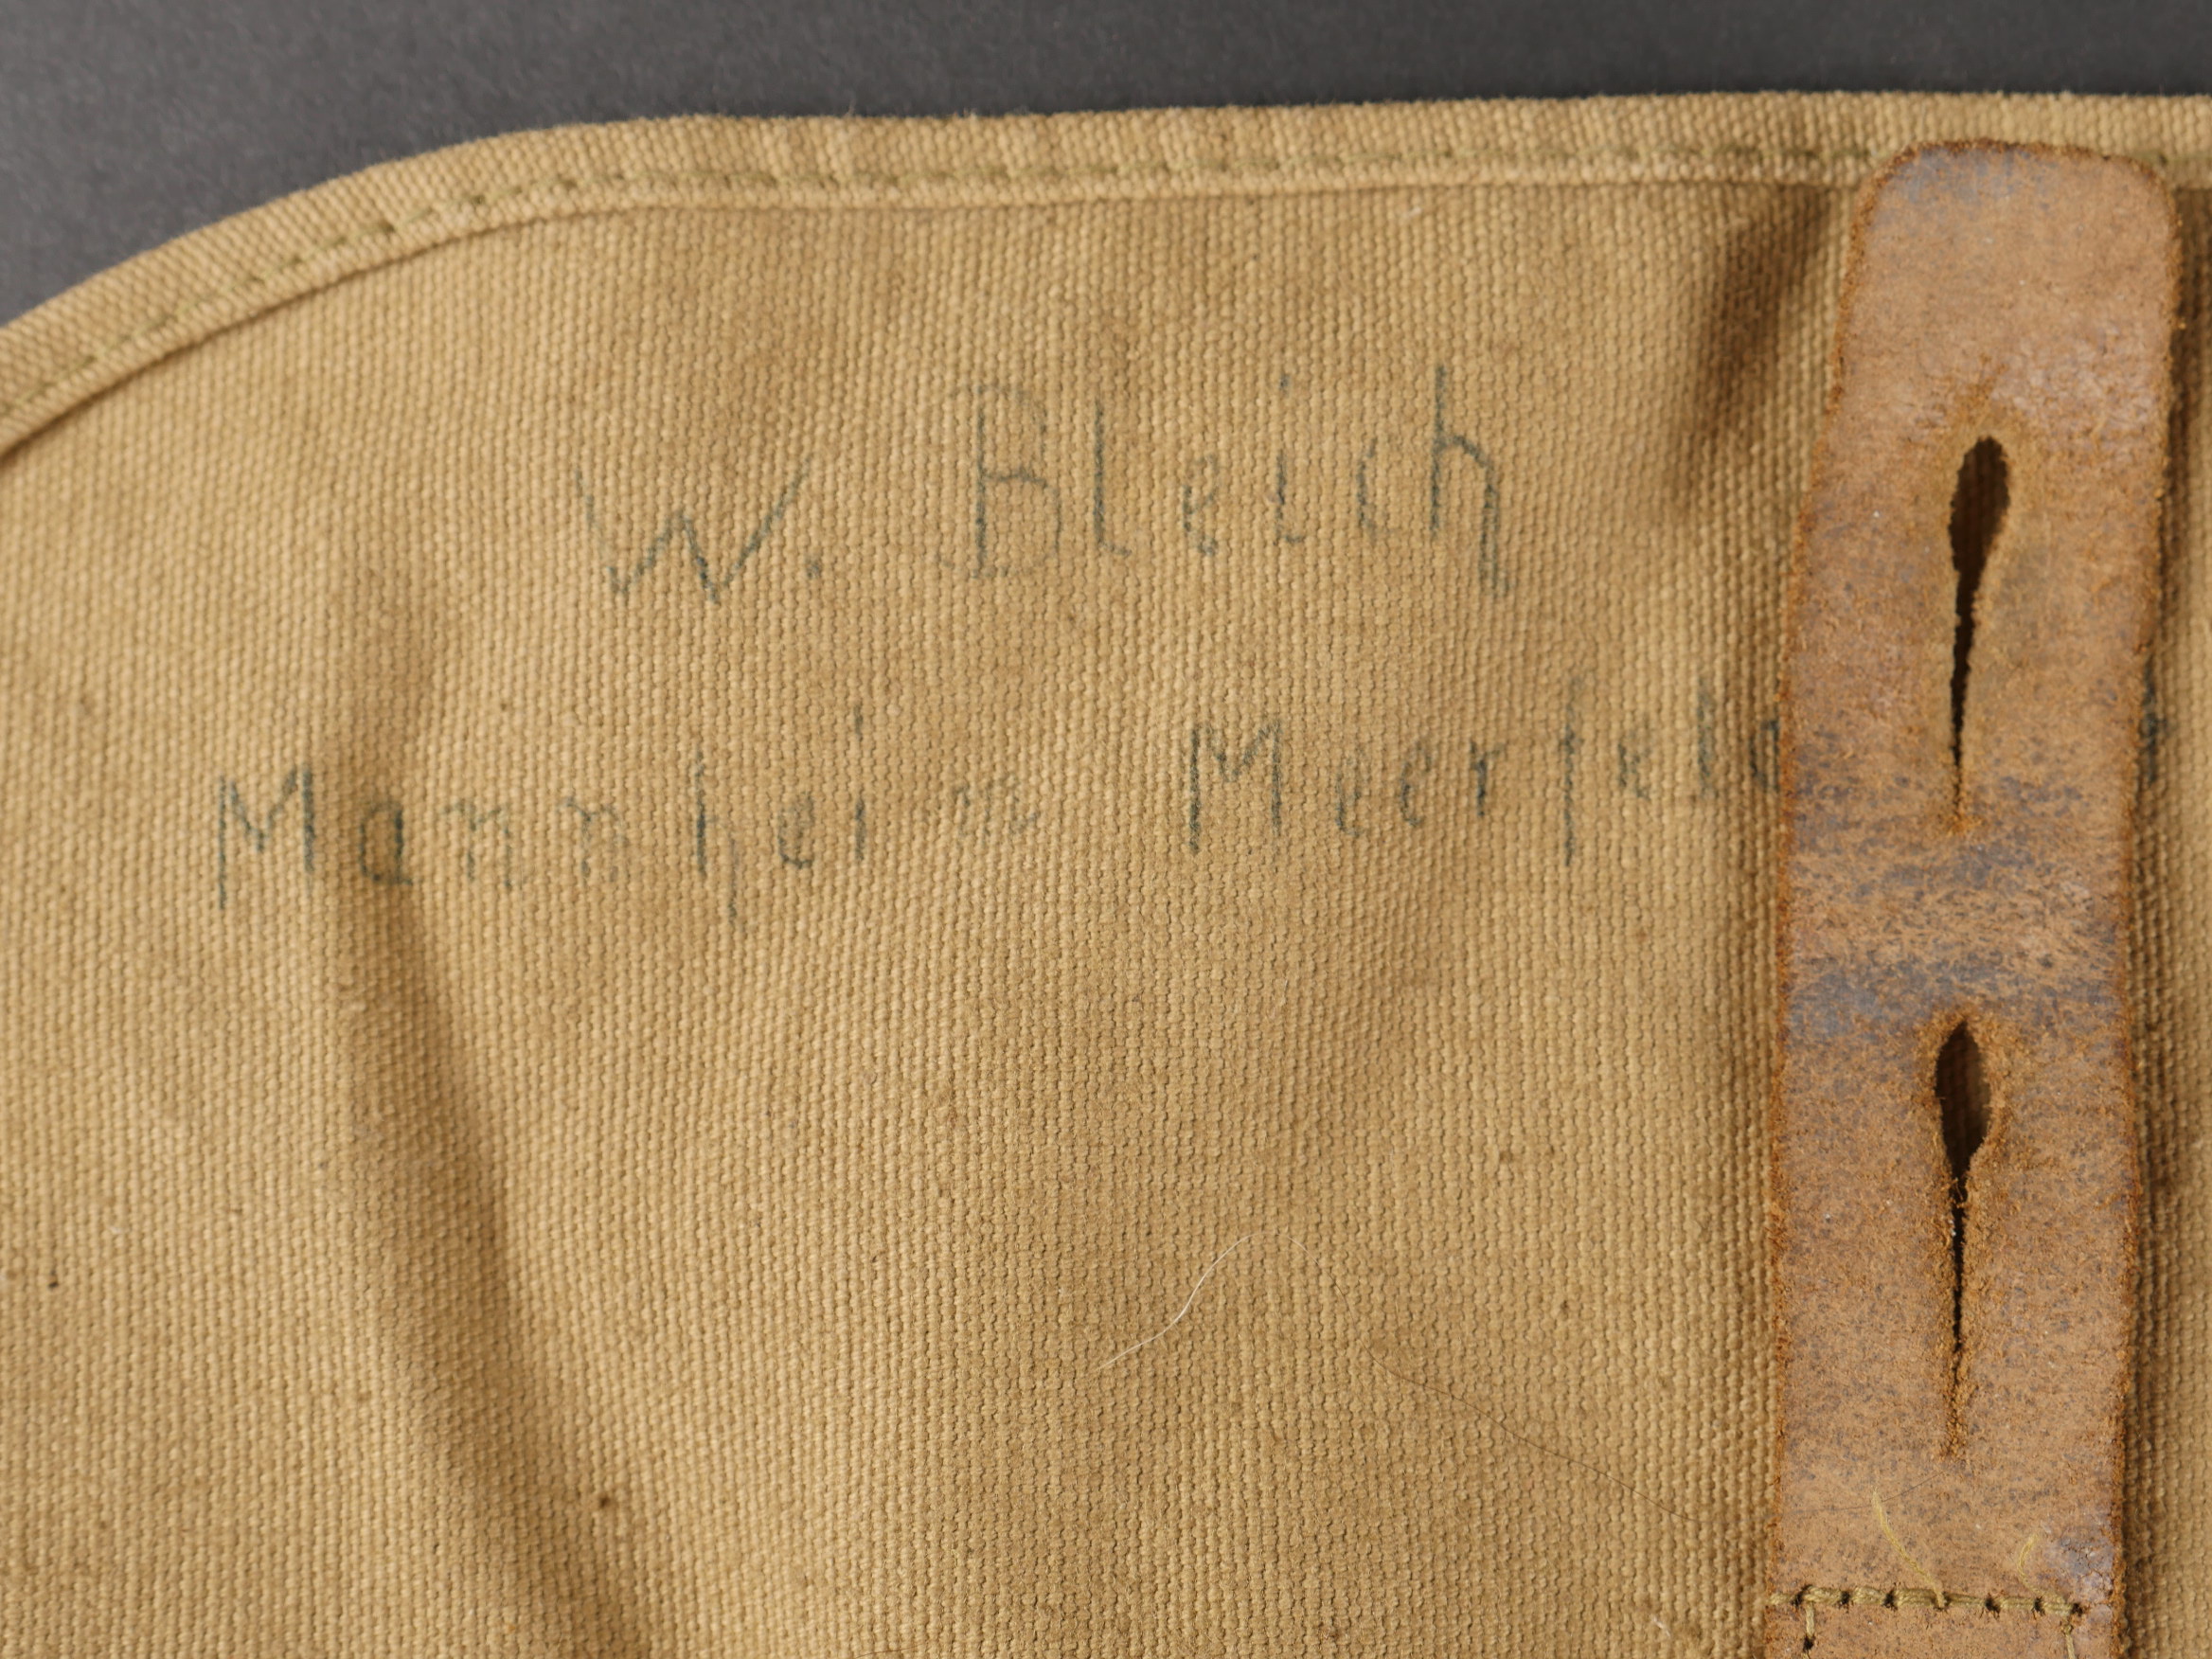 W. Bleich
Mannheim Meerfeld